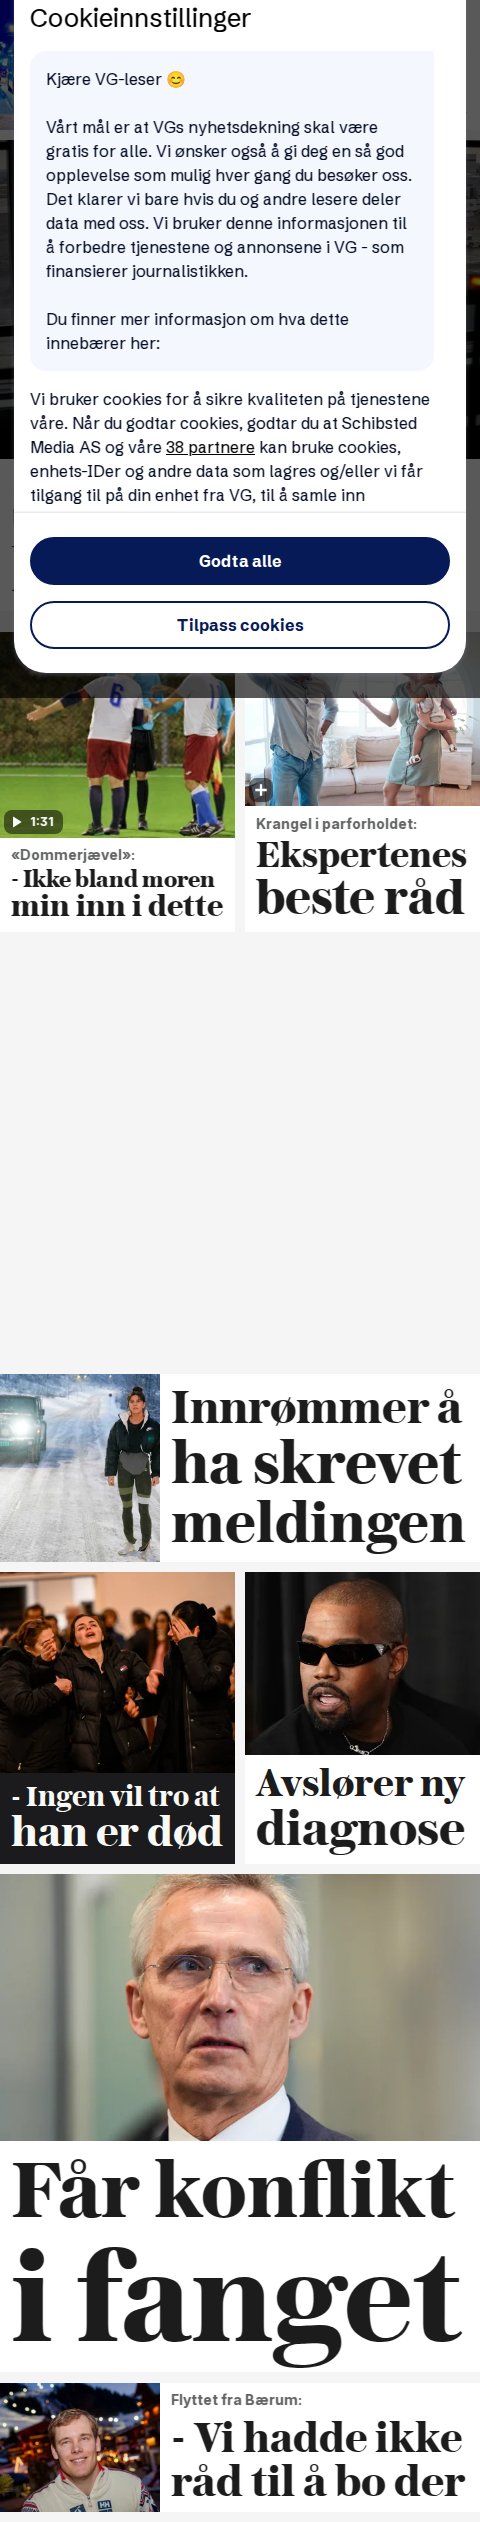 Cookieinnstillinger
Kjære VG-leser 😊
Vårt mål er at VGs nyhetsdekning skal være
gratis for alle. Vi ønsker også å gi deg en så god
opplevelse som mulig hver gang du besøker oss.
Det klarer vi bare hvis du og andre lesere deler
data med oss. Vi bruker denne informasjonen til
å forbedre tjenestene og annonsene i VG - som
finansierer journalistikken.
Du finner mer informasjon om hva dette
innebærer her:
Vi bruker cookies for å sikre kvaliteten på tjenestene
våre. Når du godtar cookies, godtar du at Schibsted
Media AS og våre 38 partnere kan bruke cookies,
enhets-IDer og andre data som lagres og/eller vi får
tilgang til på din enhet fra VG, til å samle inn
Godta alle
Tilpass cookies
6
1:31
«Dommerjævel»:
- Ikke bland moren
min inn i dette
Krangel i parforholdet:
Ekspertenes
beste råd
Innrømmer å
ha skrevet
meldingen
- Ingen vil tro at
han er død
Avslører ny
diagnose
Får konflikt
i fanget
Flyttet fra Bærum:
- Vi hadde ikke
råd til å bo der
HH